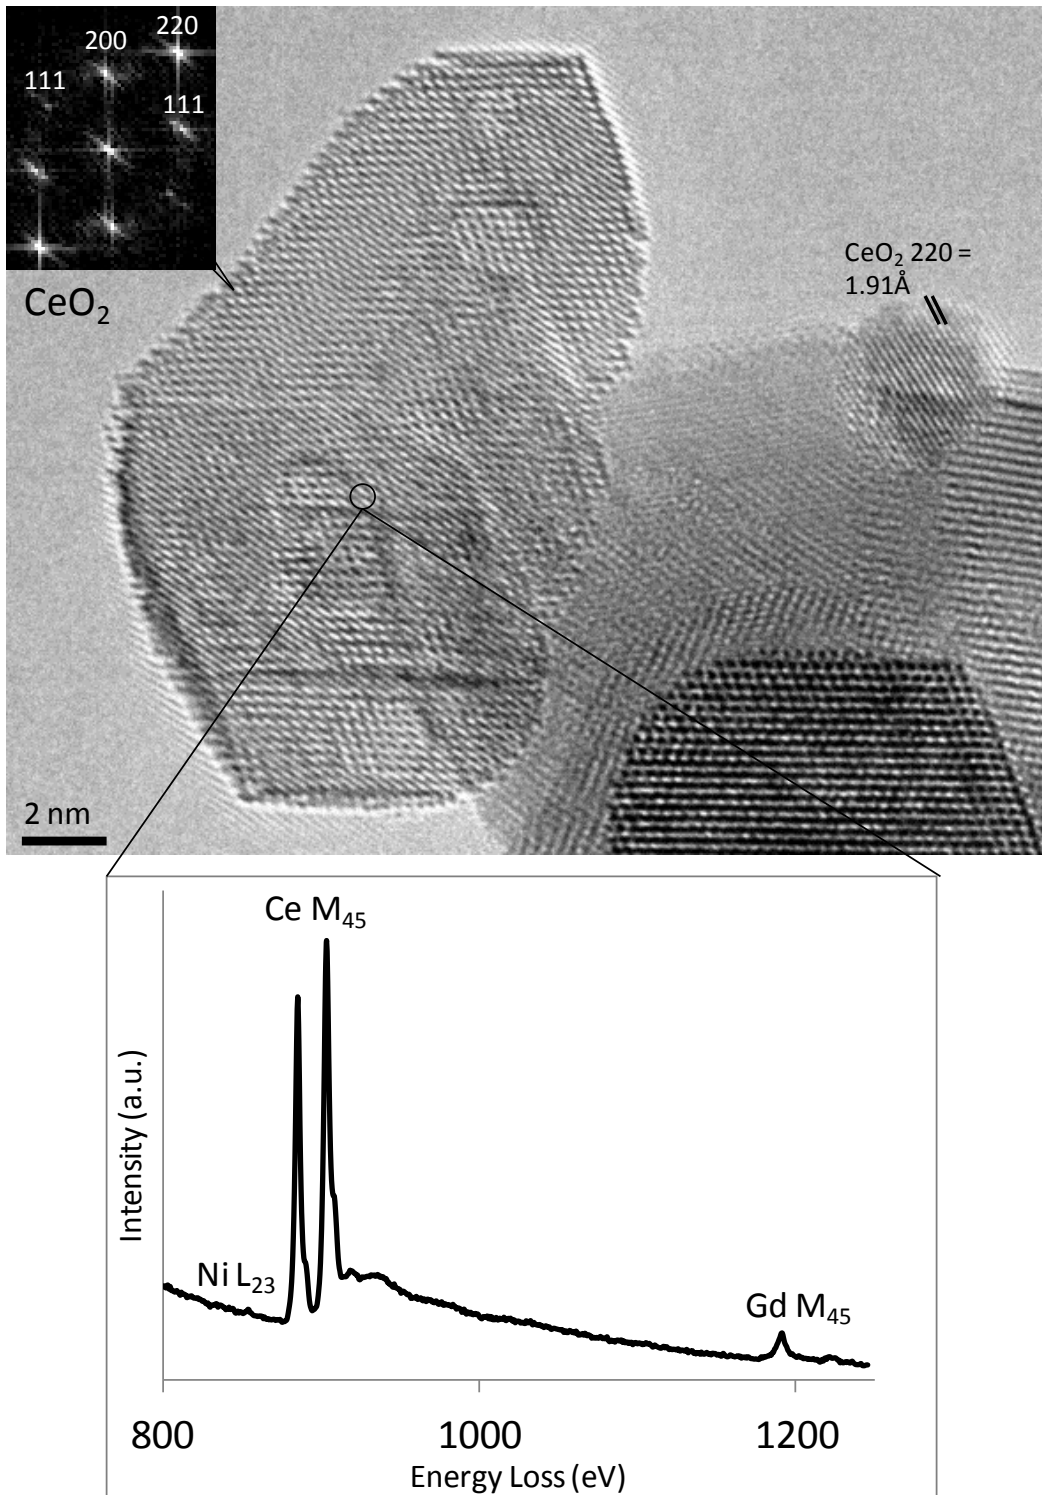 220
200
111
111
CeO₂
CeO₂ 220 =
1.91Å
2 nm
Ce M₄₅
Ni L₂₃
Gd M₄₅
Intensity (a.u.)
800
1000
1200
Energy Loss (eV)